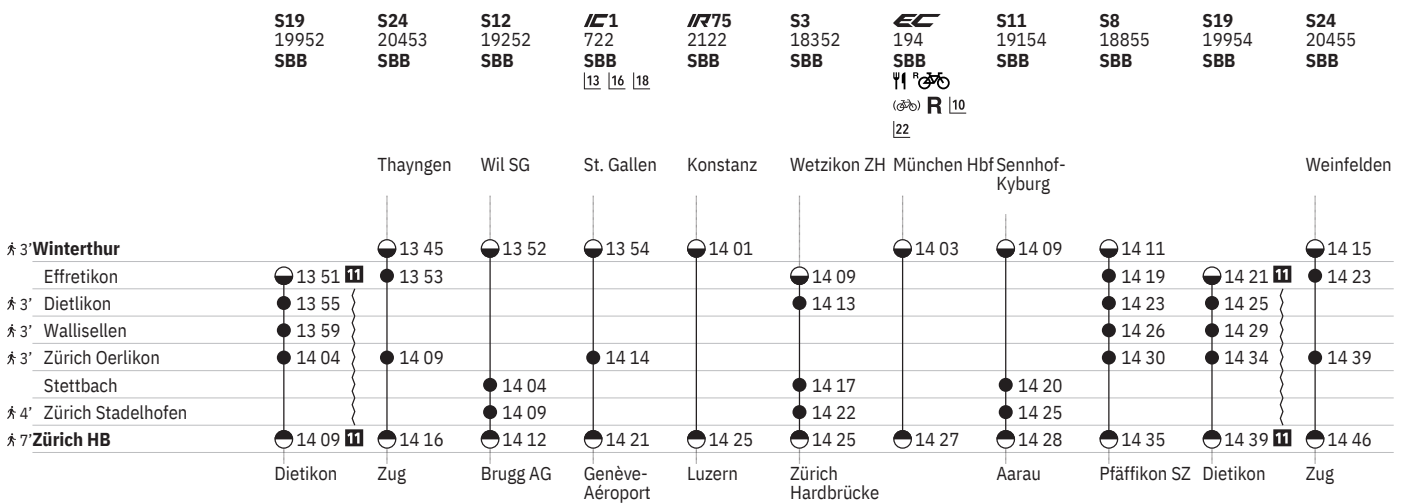 S19 S24 S12 IC1 IR75 S3 EC S11 S8 S19 S24
19952 20453 19252 722 2122 18352 194 19154 18855 19954 20455
SBB SBB SBB SBB SBB SBB SBB SBB SBB SBB SBB
13 16 18 R
R 10
22
Thayngen Wil SG St. Gallen Konstanz Wetzikon ZH München Hbf Sennhof- Weinfelden
Kyburg
3’ Winterthur 13 45 13 52 13 54 14 01 14 03 14 09 14 11 14 15
Effretikon 13 51 11 13 53 14 09 14 19 14 21 11 14 23
3’ Dietlikon 13 55 14 13 14 23 14 25
3’ Wallisellen 13 59 14 26 14 29
3’ Zürich Oerlikon 14 04 14 09 14 14 14 30 14 34 14 39
Stettbach 14 04 14 17 14 20
4’ Zürich Stadelhofen 14 09 14 22 14 25
7’ Zürich HB 14 09 11 14 16 14 12 14 21 14 25 14 25 14 27 14 28 14 35 14 39 11 14 46
Dietikon Zug Brugg AG Genève- Luzern Zürich Aarau Pfäffikon SZ Dietikon Zug
Aéroport Hardbrücke